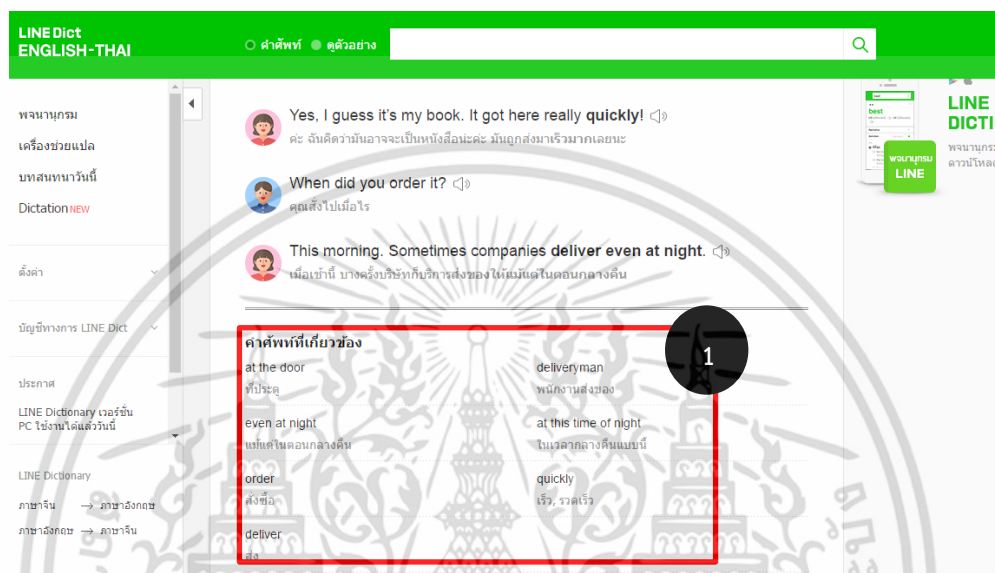 LINE Dict
ENGLISH-THAI
คำศัพท์ ดูตัวอย่าง
พจนานุกรม
เครื่องช่วยแปล
บทสนทนาวันนี้
Dictation NEW
ตั้งค่า
บัญชีทางการ LINE Dict
ประกาศ
LINE Dictionary เวอร์ชั่น
PC ใช้งานได้แล้ววันนี้
LINE Dictionary
ภาษาจีน → ภาษาอังกฤษ
ภาษาอังกฤษ → ภาษาจีน
Yes, I guess it's my book. It got here really quickly!
ค่ะ ฉันคิดว่ามันอาจจะเป็นหนังสือน่ะค่ะ มันถูกส่งมาเร็วมากเลยนะ
When did you order it?
คุณสั่งไปเมื่อไร
This morning. Sometimes companies deliver even at night.
เมื่อเช้านี้ บางครั้งบริษัทก็บริการส่งของให้แม้แต่ในตอนกลางคืน
คำศัพท์ที่เกี่ยวข้อง
1
at the door
ที่ประตู
deliveryman
พนักงานส่งของ
even at night
แม้แต่ในตอนกลางคืน
at this time of night
ในเวลากลางคืนแบบนี้
order
สั่งซื้อ
quickly
เร็ว, รวดเร็ว
deliver
ส่ง
best
พจนานุกรม
LINE
LINE
DICTI
พจนานุกร
ดาวน์โหลด